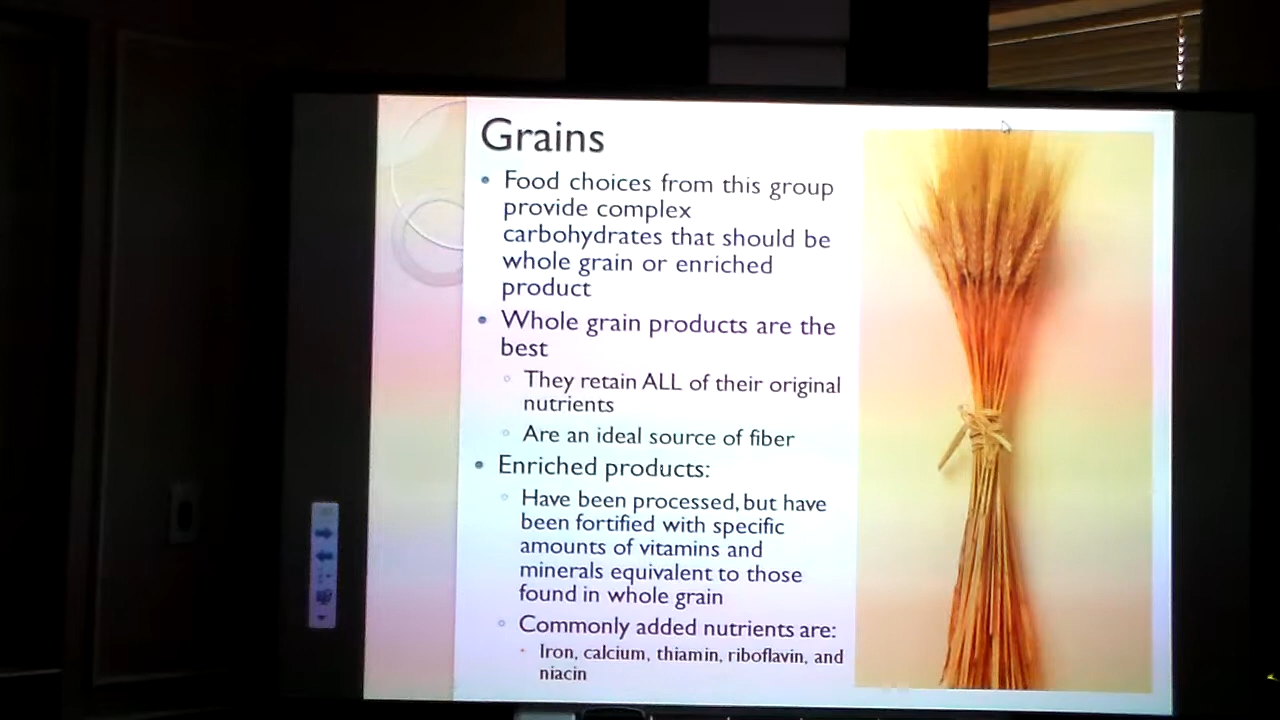 Grains
Food choices from this group
provide complex
carbohydrates that should be
whole grain or enriched
product
Whole grain products are the
best
They retain ALL of their original
nutrients
Are an ideal source of fiber
Enriched products:
Have been processed, but have
been fortified with specific
amounts of vitamins and
minerals equivalent to those
found in whole grain
Commonly added nutrients are:
Iron, calcium, thiamin, riboflavin, and
niacin